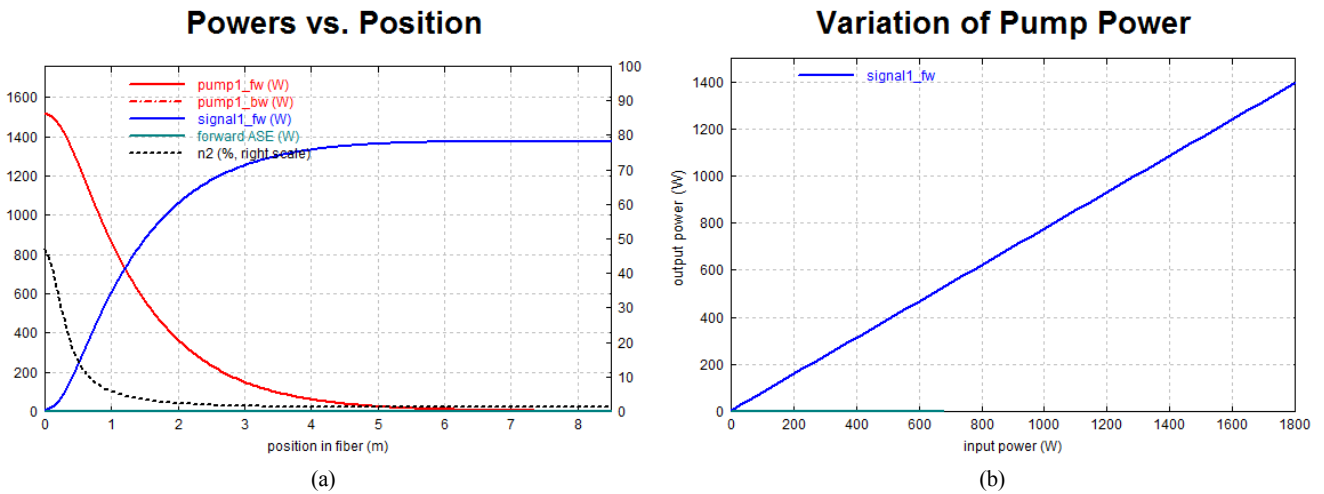 Powers vs. Position
1600
1400
1200
1000
800
600
400
200
0
pump1_fw (W)
pump1_bw (W)
signal1_fw (W)
forward ASE (W)
n2 (%, right scale)
100
90
80
70
60
50
40
30
20
10
0
0 1 2 3 4 5 6 7 8
position in fiber (m)
(a)
Variation of Pump Power
output power (W)
1400
1200
1000
800
600
400
200
0
signal1_fw
0 200 400 600 800 1000 1200 1400 1600 1800
input power (W)
(b)